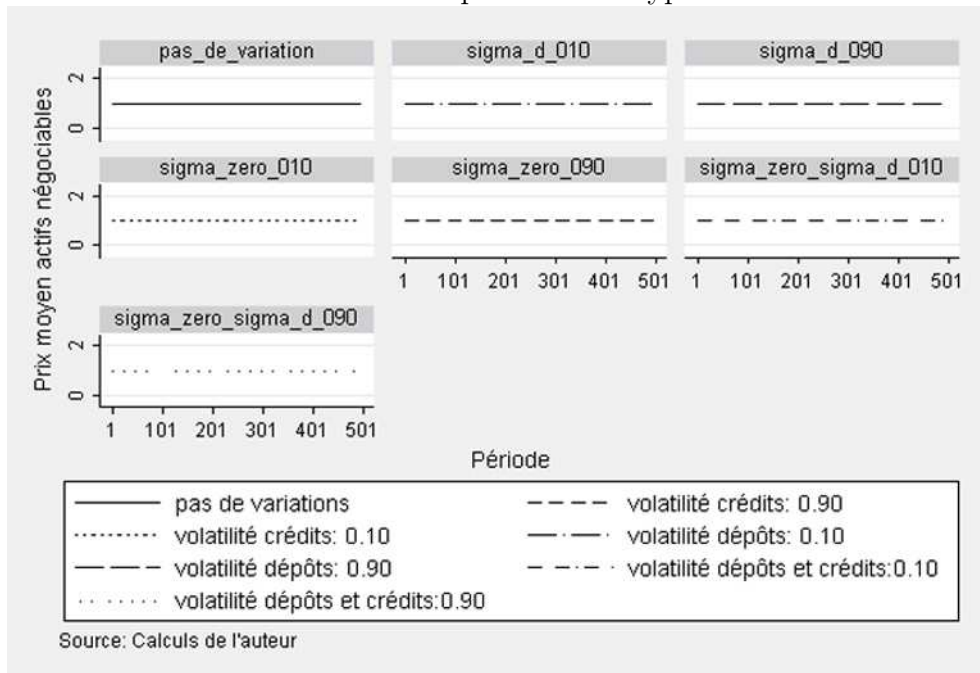 pas_de_variation
sigma_d_010
sigma_d_090
2
0
sigma_zero_010
sigma_zero_090
sigma_zero_sigma_d_010
2
0
1 101 201 301 401 501
1 101 201 301 401 501
sigma_zero_sigma_d_090
2
0
1 101 201 301 401 501
Prix moyen actifs négociables
Période
pas de variations
volatilité crédits: 0.90
volatilité crédits: 0.10
volatilité dépôts: 0.10
volatilité dépôts: 0.90
volatilité dépôts et crédits:0.10
volatilité dépôts et crédits:0.90
Source: Calculs de l'auteur